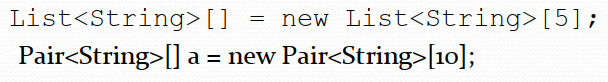 List<String>[] = new List<String>[5];
Pair<String>[] a = new Pair<String>[10];